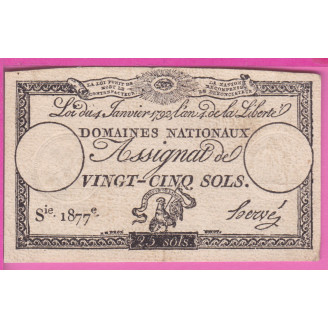 LA LOI PUNIT DE MORT LE CONTREFACTEUR
LA NATION RÉCOMPENSE LE DÉNONCIATEUR
Loi du 4 Janvier 1792, l'an 4. de la Liberté
DOMAINES NATIONAUX
Assignat de
VINGT-CINQ SOLS.
Sie. 1877e.
hervé
25 sols.